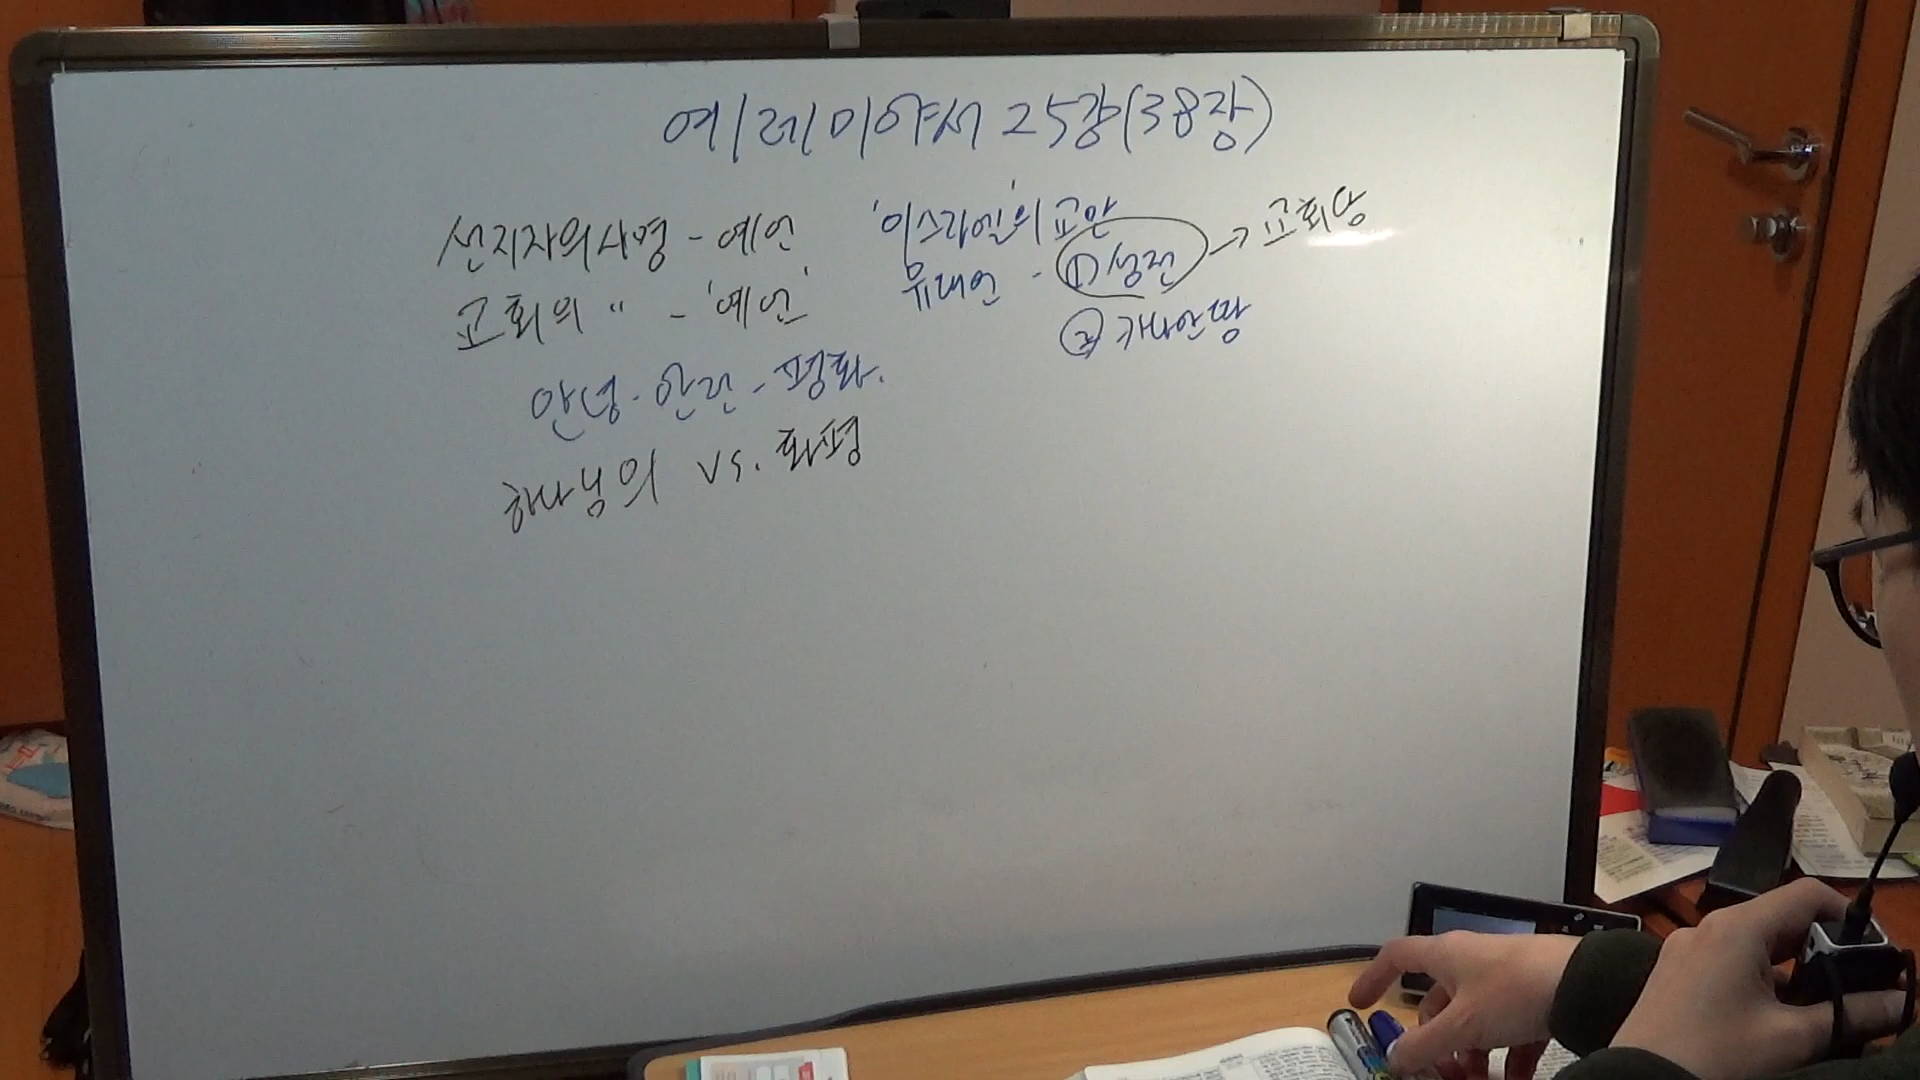 예레미야서 25강(38장)
선지자의 사명 - 예언
교회의 〃 - '예언'
안녕 - 안전 - 평화.
하나님의 vs. 화평
'이스라엘'의 교만
유대인 - ① 성전 → 교회당
② 가나안땅